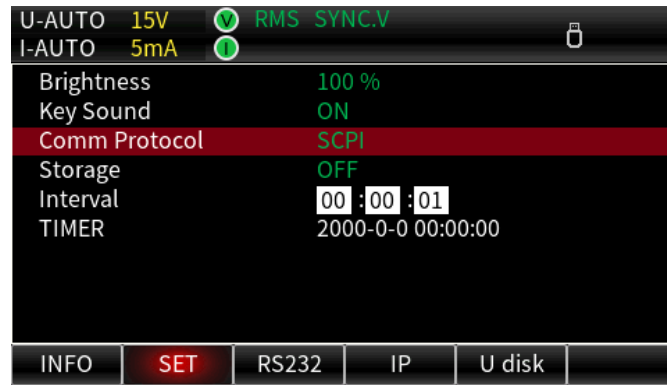 U-AUTO 15V V RMS SYNC.V
I-AUTO 5mA I
Brightness 100 %
Key Sound ON
Comm Protocol SCPI
Storage OFF
Interval 00 :00 :01
TIMER 2000-0-0 00:00:00
INFO SET RS232 IP U disk